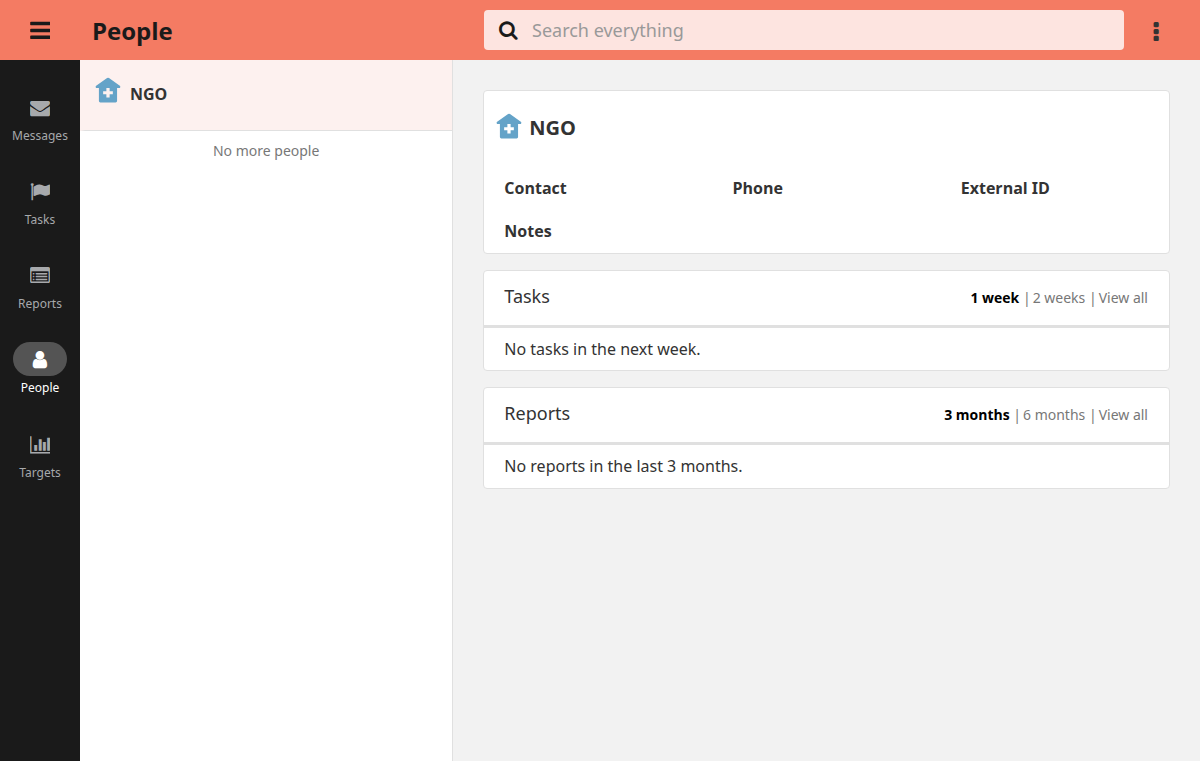 People
Search everything
Messages
Tasks
Reports
People
Targets
NGO
No more people
NGO
Contact Phone External ID
Notes
Tasks 1 week | 2 weeks | View all
No tasks in the next week.
Reports 3 months | 6 months | View all
No reports in the last 3 months.